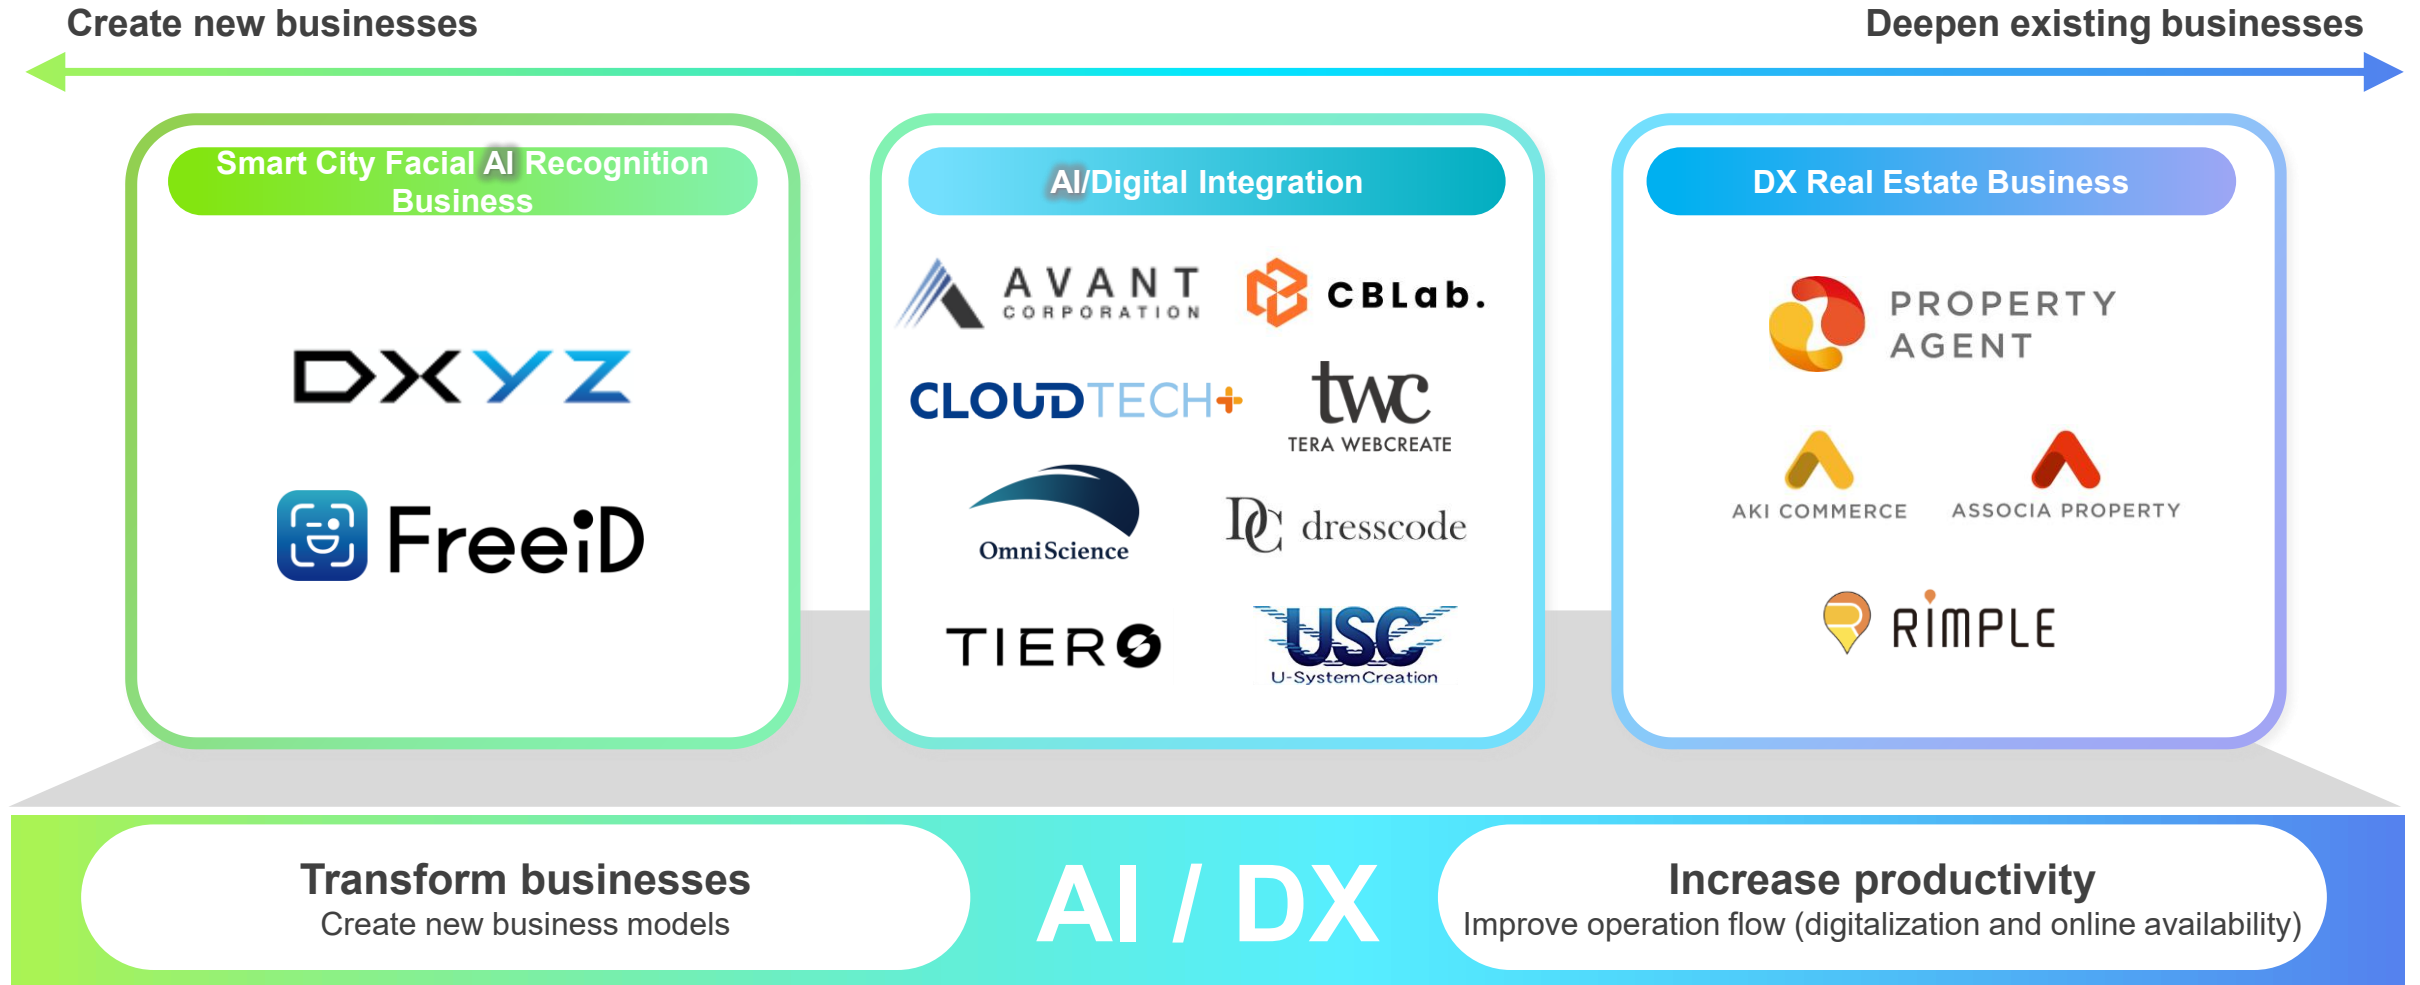 Create new businesses
Deepen existing businesses
Smart City Facial AI Recognition
Business
DXYZ
FreeiD
AI/Digital Integration
AVANT
CORPORATION
CBLab.
CLOUDTECH+
twc
TERA WEBCREATE
OmniScience
DC dresscode
TIER
USC
U-SystemCreation
DX Real Estate Business
PROPERTY
AGENT
AKI COMMERCE
ASSOCIA PROPERTY
RIMPLE
Transform businesses
Create new business models
AI / DX
Increase productivity
Improve operation flow (digitalization and online availability)